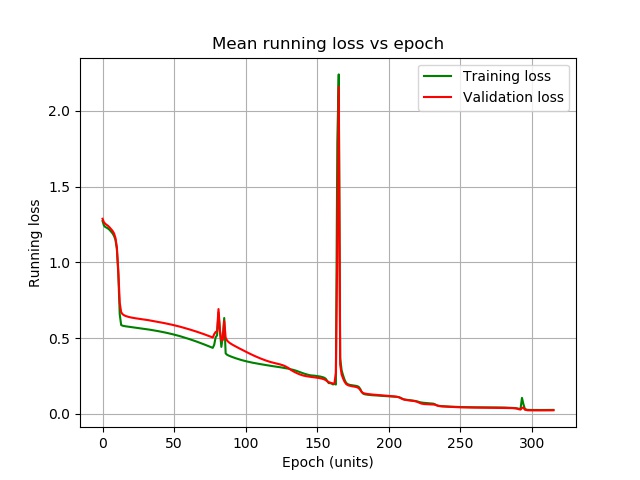 Mean running loss vs epoch
Training loss
Validation loss
2.0
1.5
1.0
0.5
0.0
Running loss
0
50
100
150
200
250
300
Epoch (units)